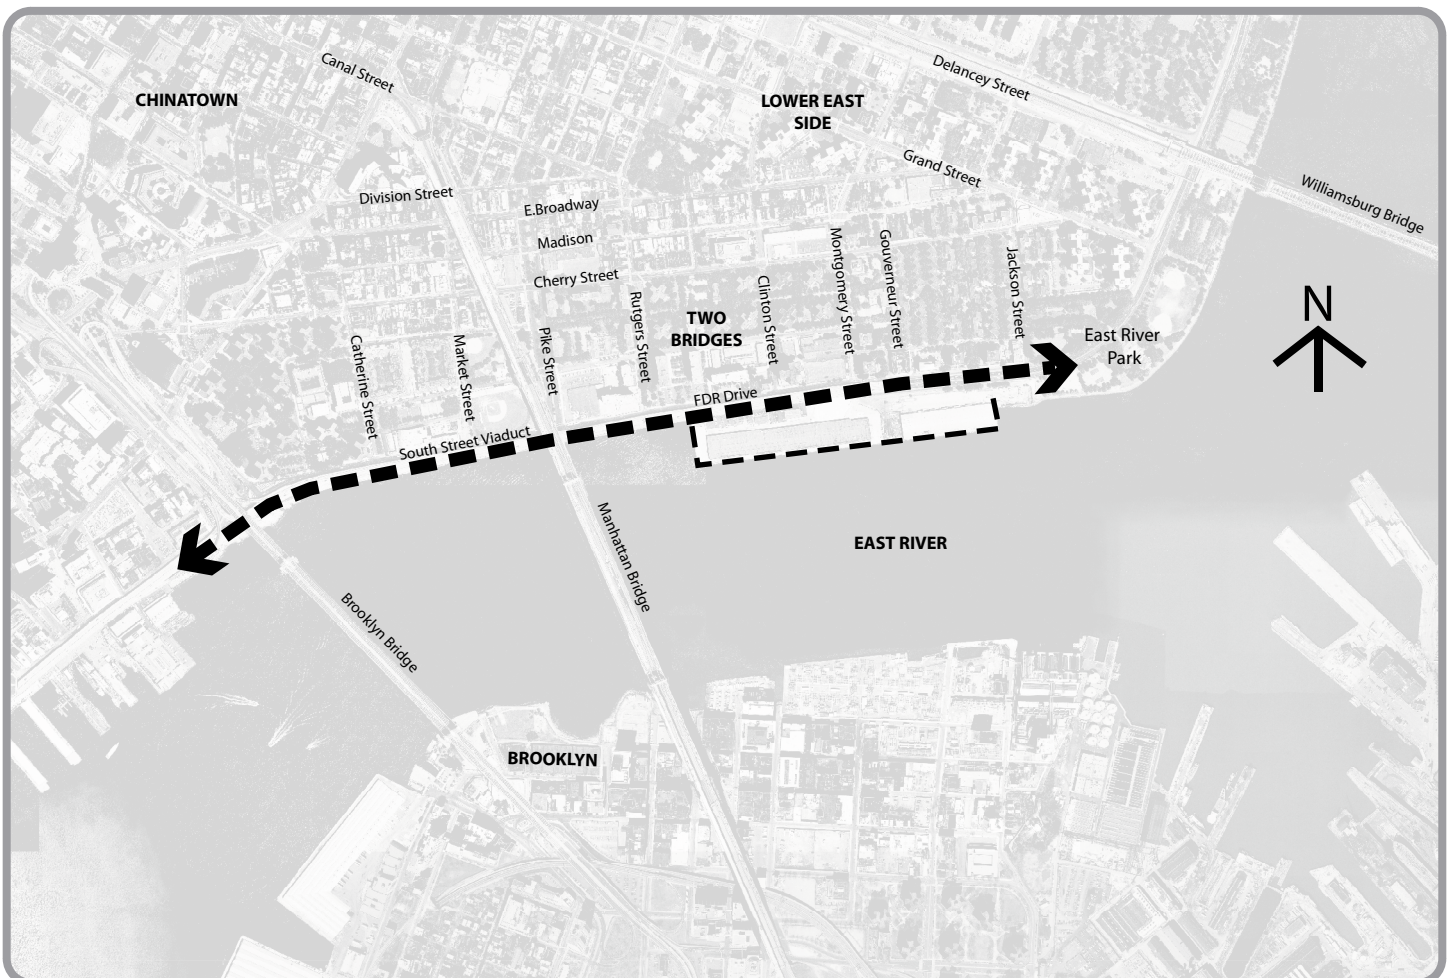 Canal Street
Delancey Street
CHINATOWN
LOWER EAST
SIDE
Grand Street
Williamsburg Bridge
Division Street
E.Broadway
Madison
Cherry Street
Montgomery Street
Gouverneur Street
Jackson Street
Clinton Street
Rutgers Street
N
TWO
BRIDGES
East River
Park
Catherine Street
Market Street
Pike Street
FDR Drive
South Street Viaduct
Manhattan Bridge
EAST RIVER
Brooklyn Bridge
BROOKLYN